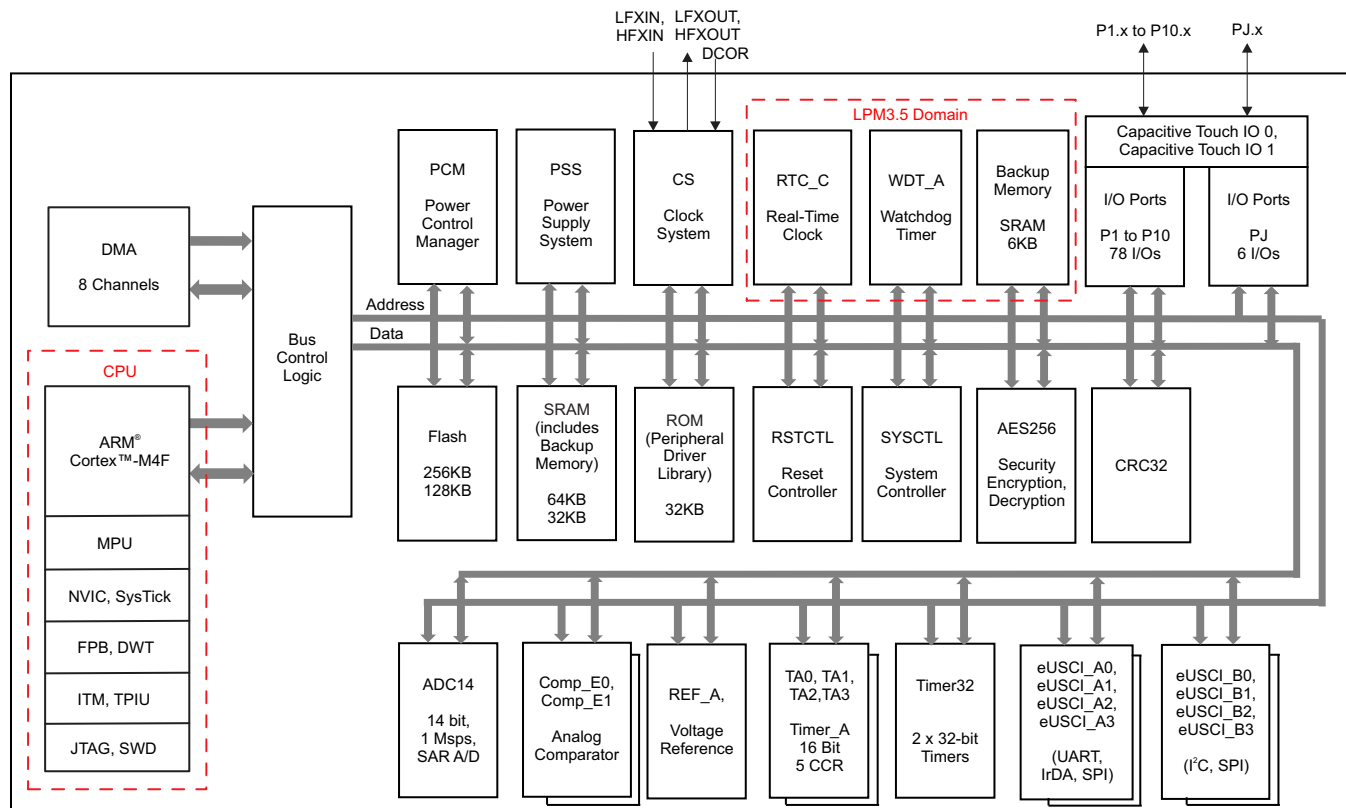 LFXIN,
HFXIN
LFXOUT,
HFXOUT
DCOR
P1.x to P10.x
PJ.x
LPM3.5 Domain
PCM
Power
Control
Manager
PSS
Power
Supply
System
CS
Clock
System
RTC_C
Real-Time
Clock
WDT_A
Watchdog
Timer
Backup
Memory
SRAM
6KB
Capacitive Touch IO 0,
Capacitive Touch IO 1
I/O Ports
P1 to P10
78 I/Os
I/O Ports
PJ
6 I/Os
DMA
8 Channels
Bus
Control
Logic
Address
Data
CPU
ARM®
Cortex™-M4F
MPU
NVIC, SysTick
FPB, DWT
ITM, TPIU
JTAG, SWD
Flash
256KB
128KB
SRAM
(includes
Backup
Memory)
64KB
32KB
ROM
(Peripheral
Driver
Library)
32KB
RSTCTL
Reset
Controller
SYSCTL
System
Controller
AES256
Security
Encryption,
Decryption
CRC32
ADC14
14 bit,
1 Msps,
SAR A/D
Comp_E0,
Comp_E1
Analog
Comparator
REF_A
Voltage
Reference
TA0, TA1,
TA2,TA3
Timer_A
16 Bit
5 CCR
Timer32
2 x 32-bit
Timers
eUSCI_A0,
eUSCI_A1,
eUSCI_A2,
eUSCI_A3
(UART,
IrDA, SPI)
eUSCI_B0,
eUSCI_B1,
eUSCI_B2,
eUSCI_B3
(I²C, SPI)